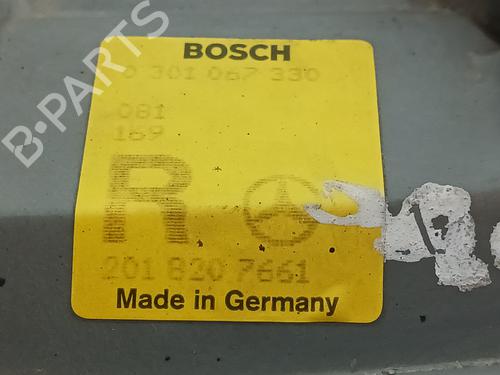 B-PARTS
BOSCH
0 301 067 330
081
169
R
201 820 7661
Made in Germany